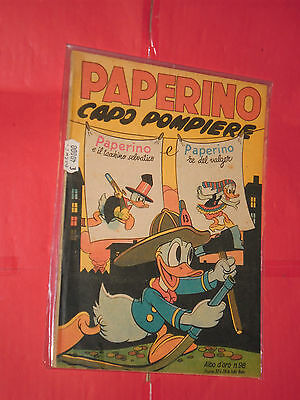 PAPERINO
CAPO POMPIERE
Paperino
e il tacchino selvatico
e
Paperino
re del valzer
Albo d'oro n. 98